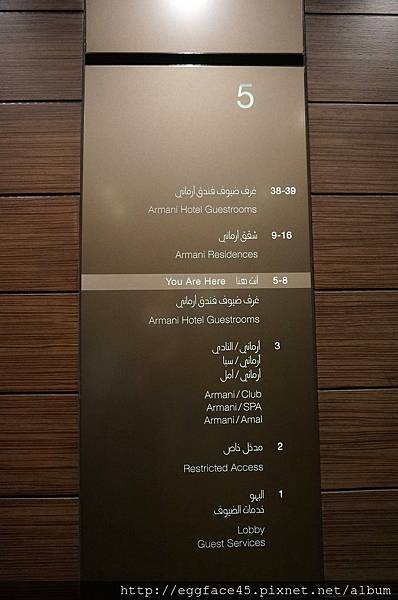 5
غرف ضيوف فندق أرماني 38-39
Armani Hotel Guestrooms
شقق أرماني 9-16
Armani Residences
You Are Here أنت هنا 5-8
غرف ضيوف فندق أرماني
Armani Hotel Guestrooms
أرماني / النادي 3
أرماني / سبا
أرماني / أمل
Armani / Club
Armani / SPA
Armani / Amal
مدخل خاص 2
Restricted Access
البهو 1
خدمات الضيوف
Lobby
Guest Services
http://eggface45.pixnet.net/album